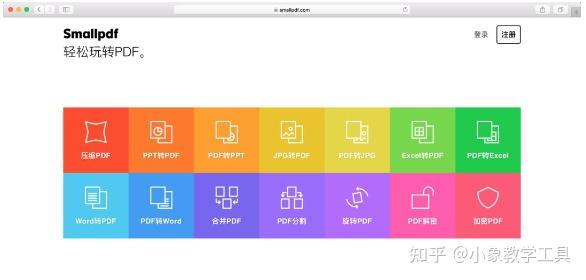 smallpdf.com
Smallpdf
轻松玩转PDF。
登录 注册
压缩PDF PPT转PDF PDF转PPT JPG转PDF PDF转JPG Excel转PDF PDF转Excel
Word转PDF PDF转Word 合并PDF PDF分割 旋转PDF PDF解密 加密PDF
知乎 @小象教学工具